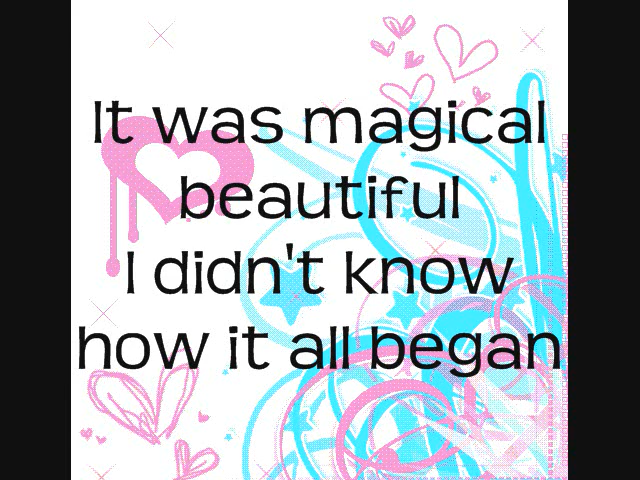 It was magical
beautiful
I didn't know
how it all began